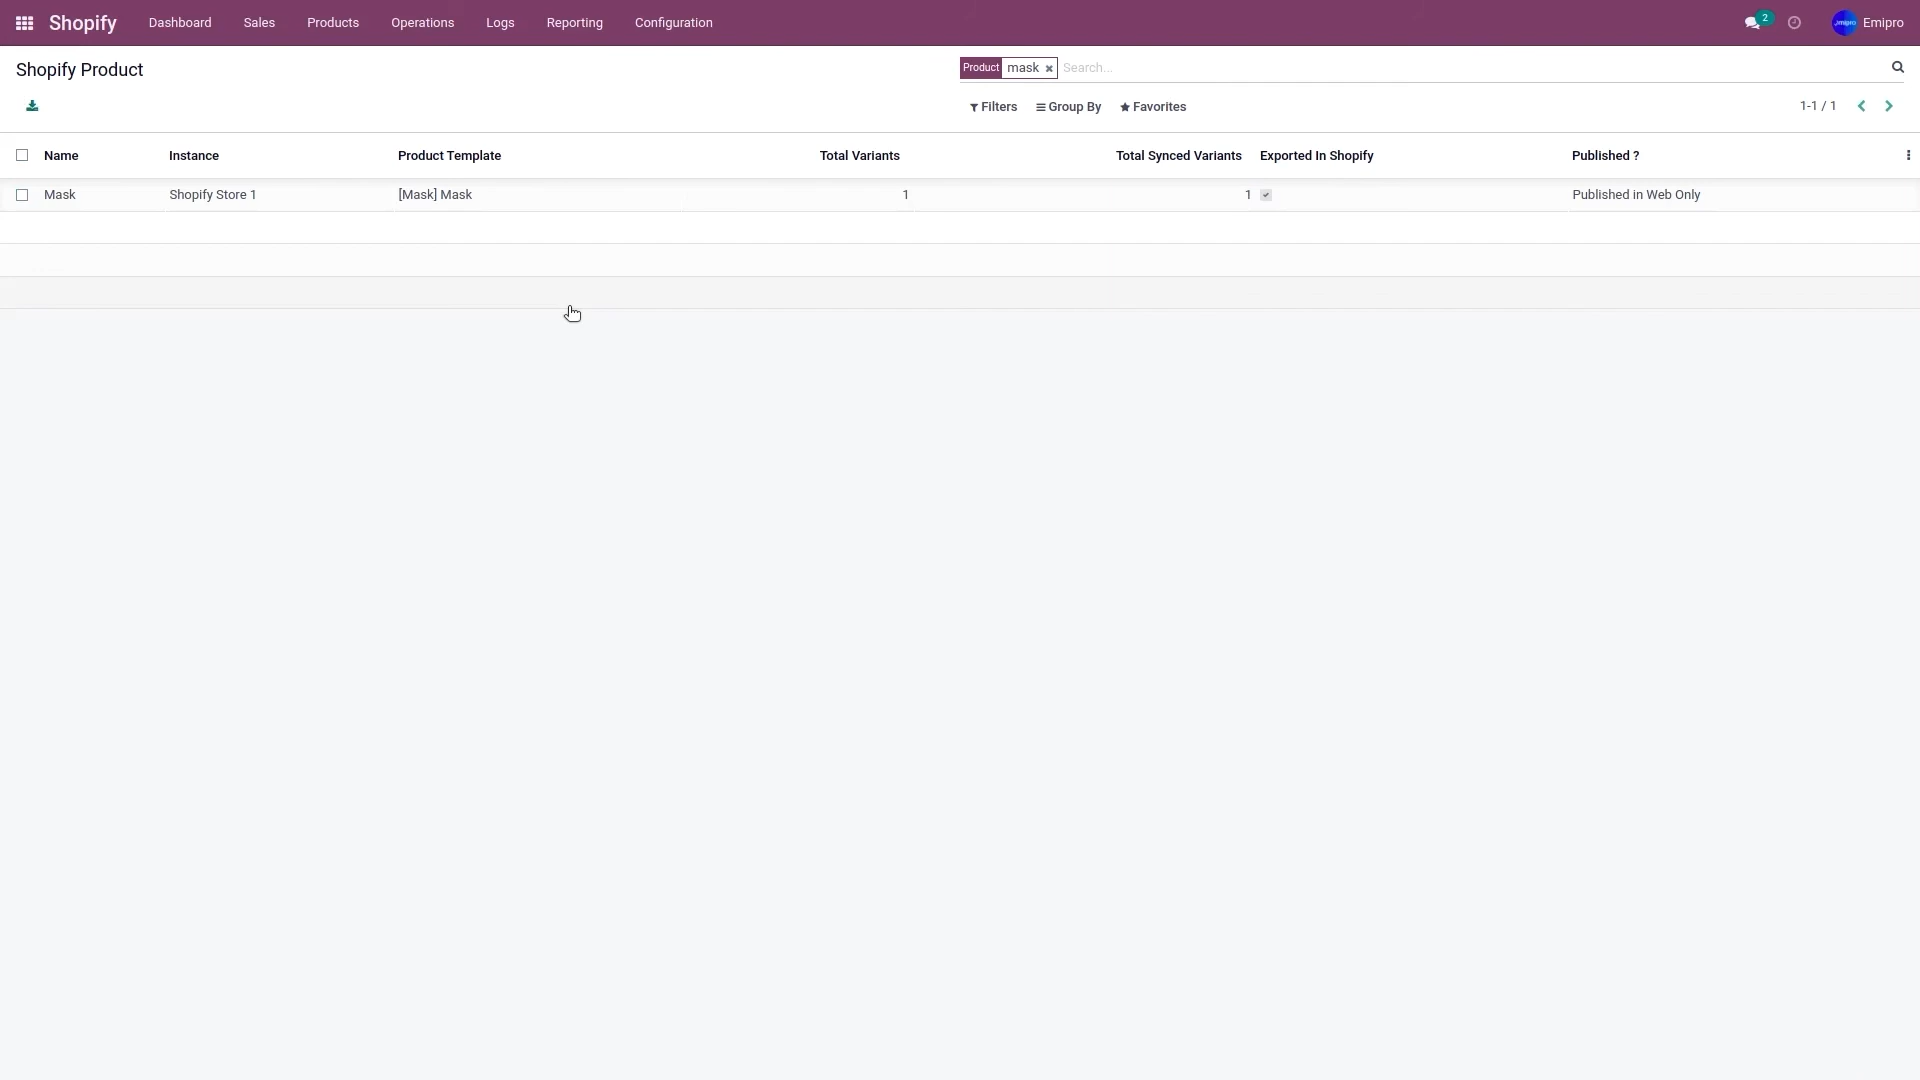 Shopify Dashboard Sales Products Operations Logs Reporting Configuration 2 Emipro
Shopify Product
Product mask Search...
Filters Group By Favorites 1-1 / 1
Name Instance Product Template Total Variants Total Synced Variants Exported In Shopify Published ?
Mask Shopify Store 1 [Mask] Mask 1 1 Published in Web Only